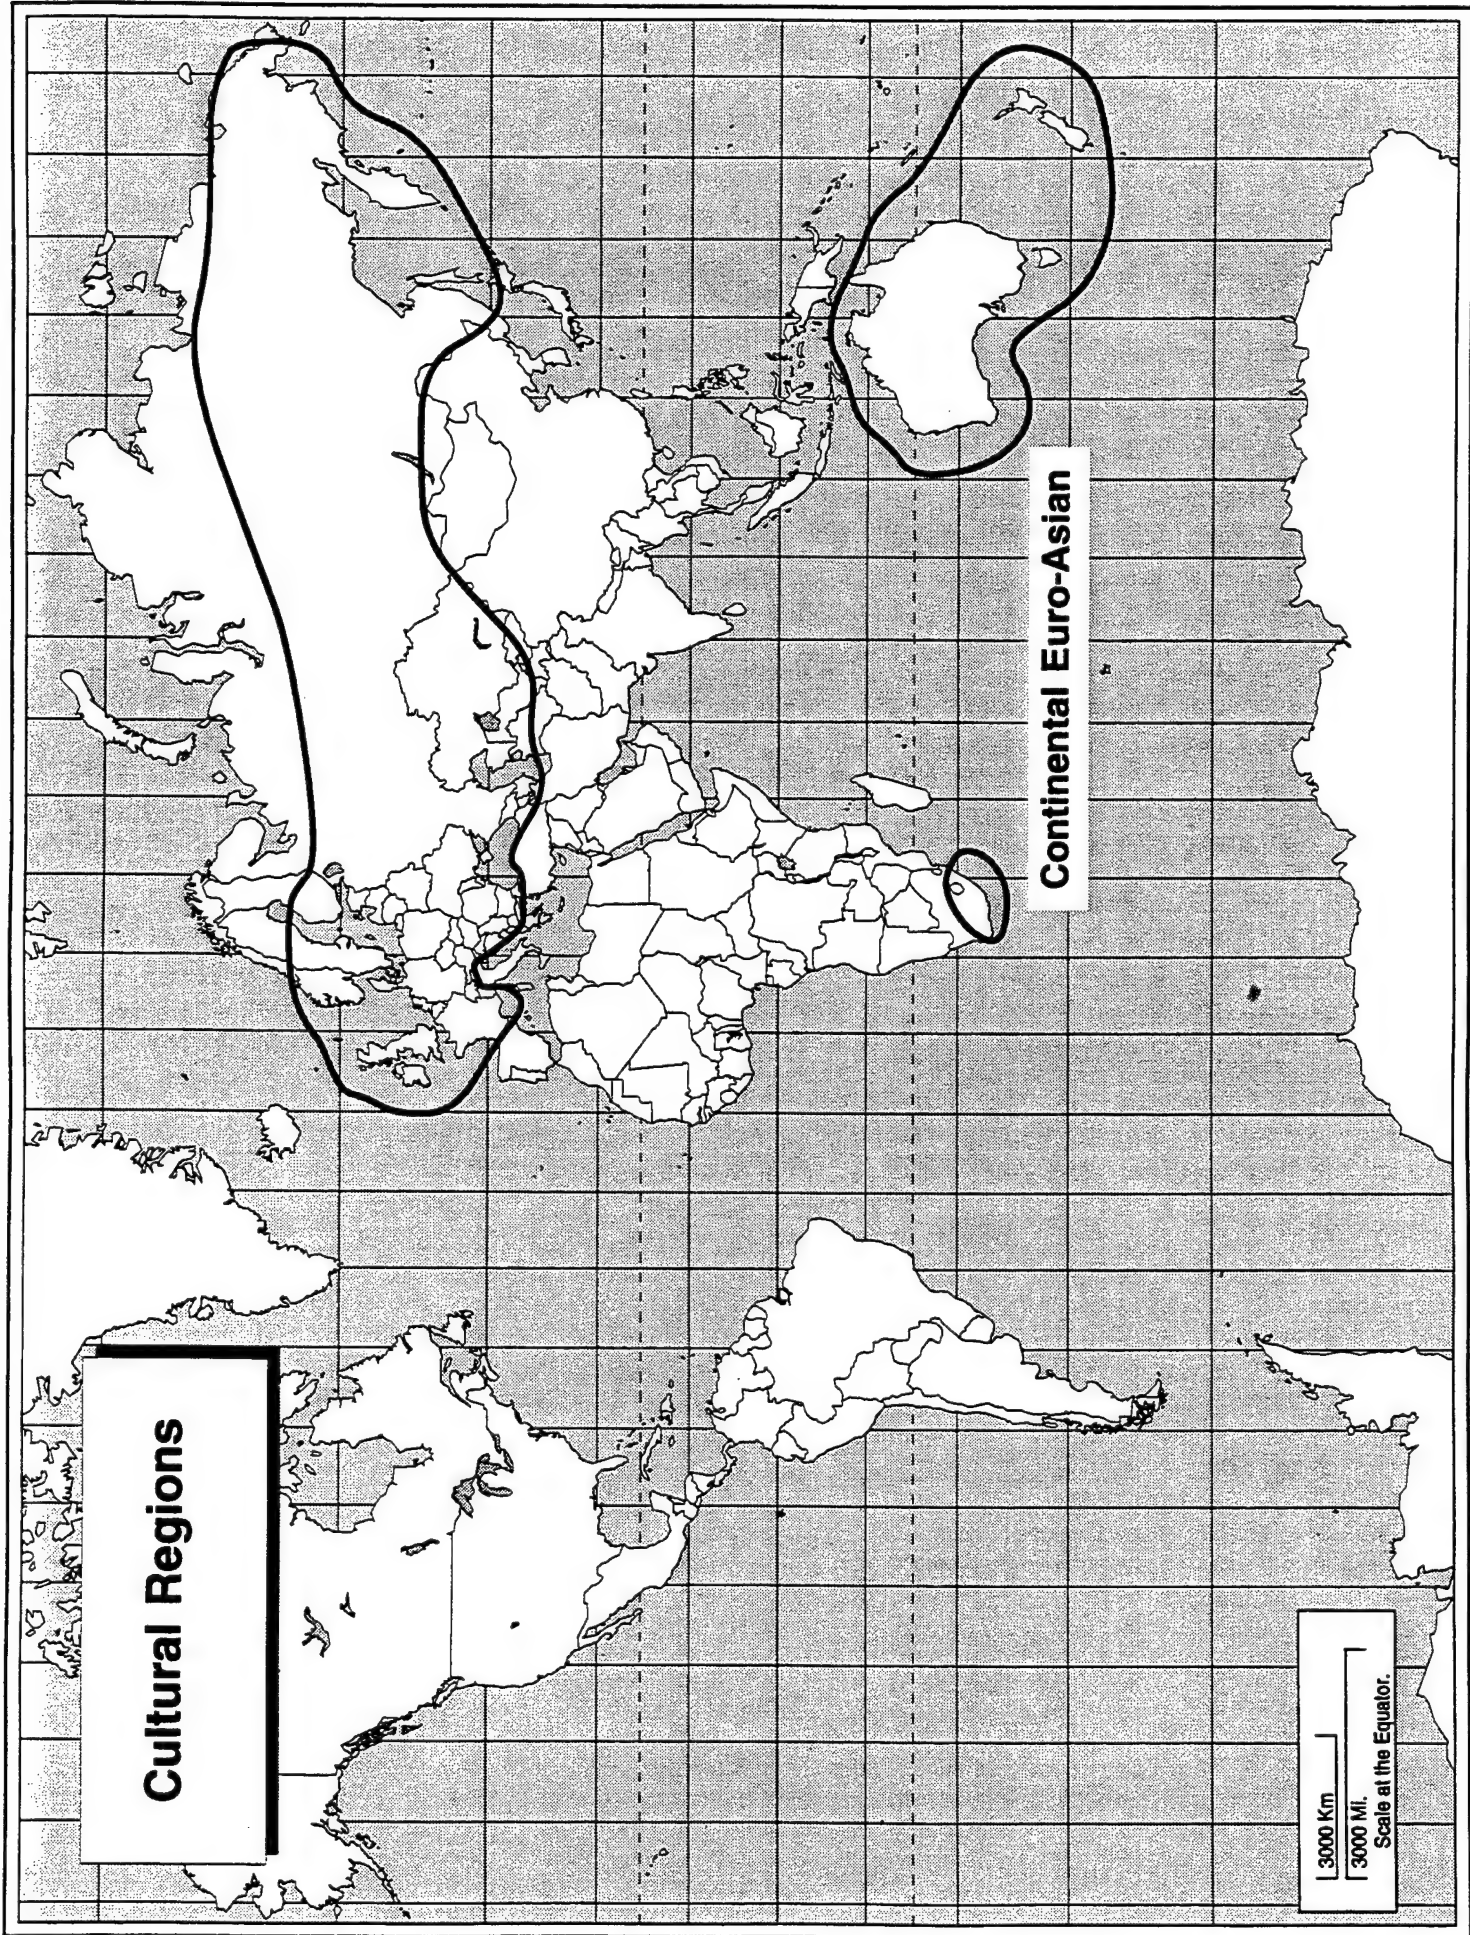 Cultural Regions
Continental Euro-Asian
3000 Km
3000 Mi.
Scale at the Equator.